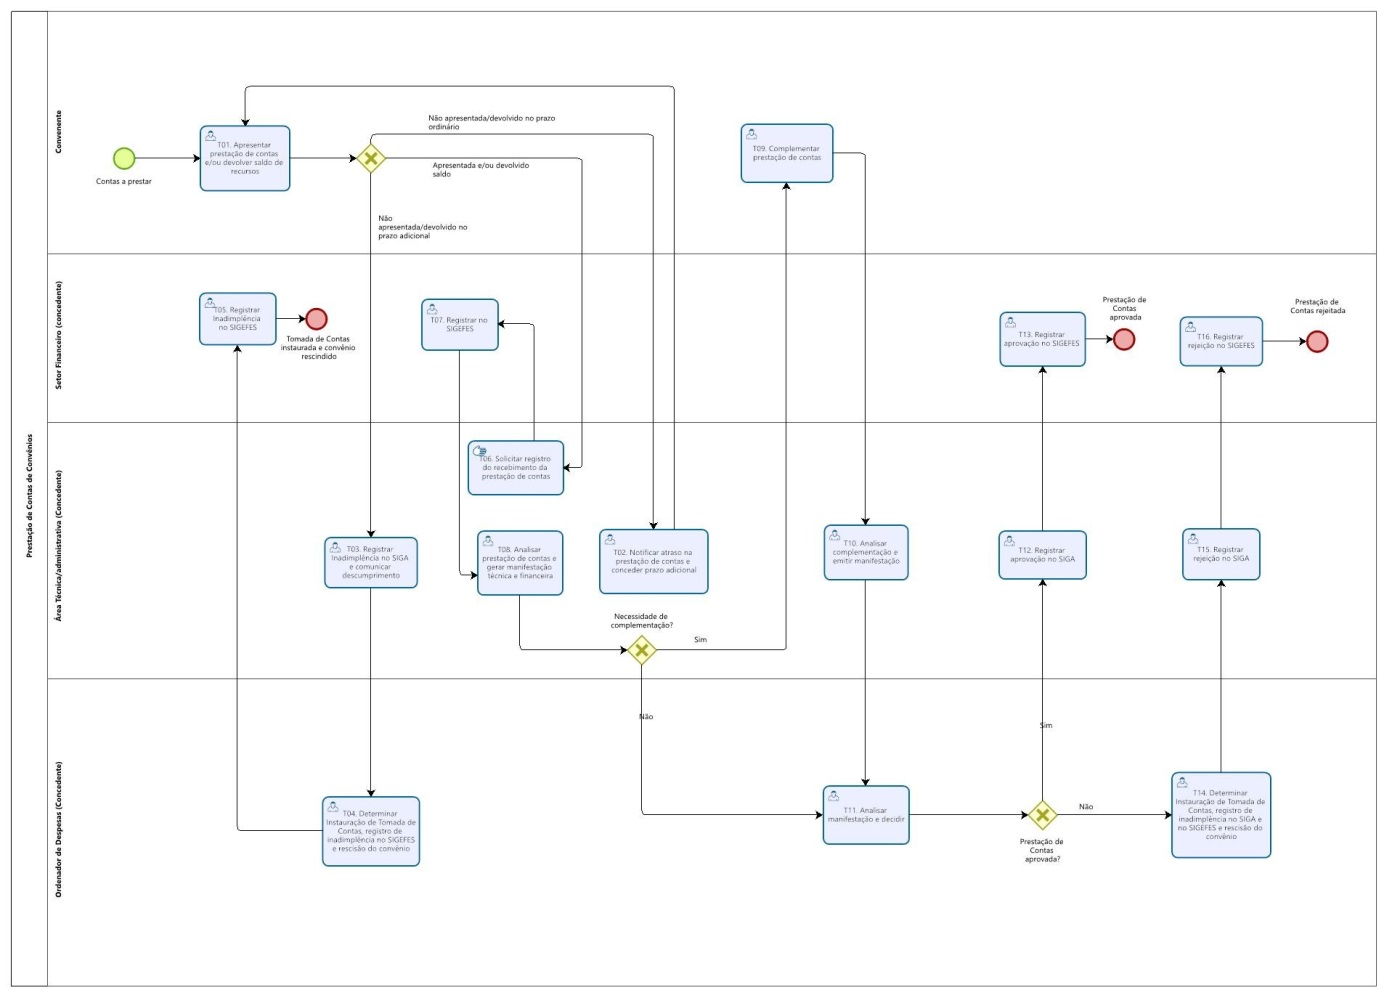 Prestação de Contas de Convênios
Convenente
Contas a prestar
T01. Apresentar
prestação de contas
e/ou devolver saldo de
recursos
Não apresentada/devolvido no prazo
ordinário
Apresentada e/ou devolvido
saldo
Não
apresentada/devolvido no
prazo adicional
T09. Complementar
prestação de contas
Setor Financeiro (concedente)
T05. Registrar
Inadimplência
no SIGEFES
Tomada de Contas
instaurada e convênio
rescindido
T07. Registrar no
SIGEFES
T13. Registrar
aprovação no SIGEFES
Prestação de
Contas
aprovada
T16. Registrar
rejeição no SIGEFES
Prestação de
Contas rejeitada
Área Técnica/administrativa (Concedente)
T06. Solicitar registro
do recebimento da
prestação de contas
T03. Registrar
Inadimplência no SIGA
e comunicar
descumprimento
T08. Analisar
prestação de contas e
gerar manifestação
técnica e financeira
T02. Notificar atraso na
prestação de contas e
conceder prazo adicional
Necessidade de
complementação?
Sim
Não
T10. Analisar
complementação e
emitir manifestação
T12. Registrar
aprovação no SIGA
T15. Registrar
rejeição no SIGA
Ordenador de Despesas (Concedente)
T04. Determinar
Instauração de Tomada de
Contas, registro de
inadimplência no SIGEFES
e rescisão do convênio
T11. Analisar
manifestação e decidir
Sim
Não
Prestação de
Contas
aprovada?
T14. Determinar
Instauração de Tomada de
Contas, registro de
inadimplência no SIGA e
no SIGEFES e rescisão do
convênio